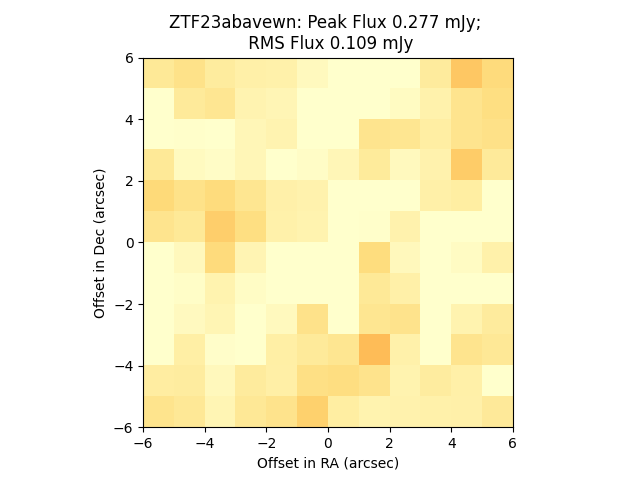 ZTF23abavewn: Peak Flux 0.277 mJy;
RMS Flux 0.109 mJy
6
4
2
0
−2
−4
−6
Offset in Dec (arcsec)
−6 −4 −2 0 2 4 6
Offset in RA (arcsec)